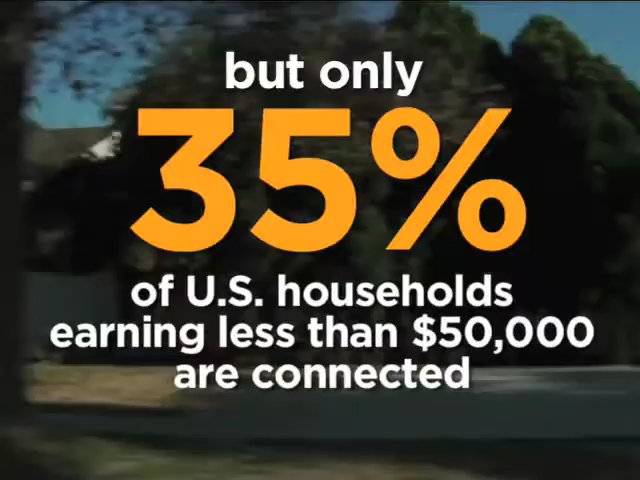 but only
35%
of U.S. households
earning less than $50,000
are connected